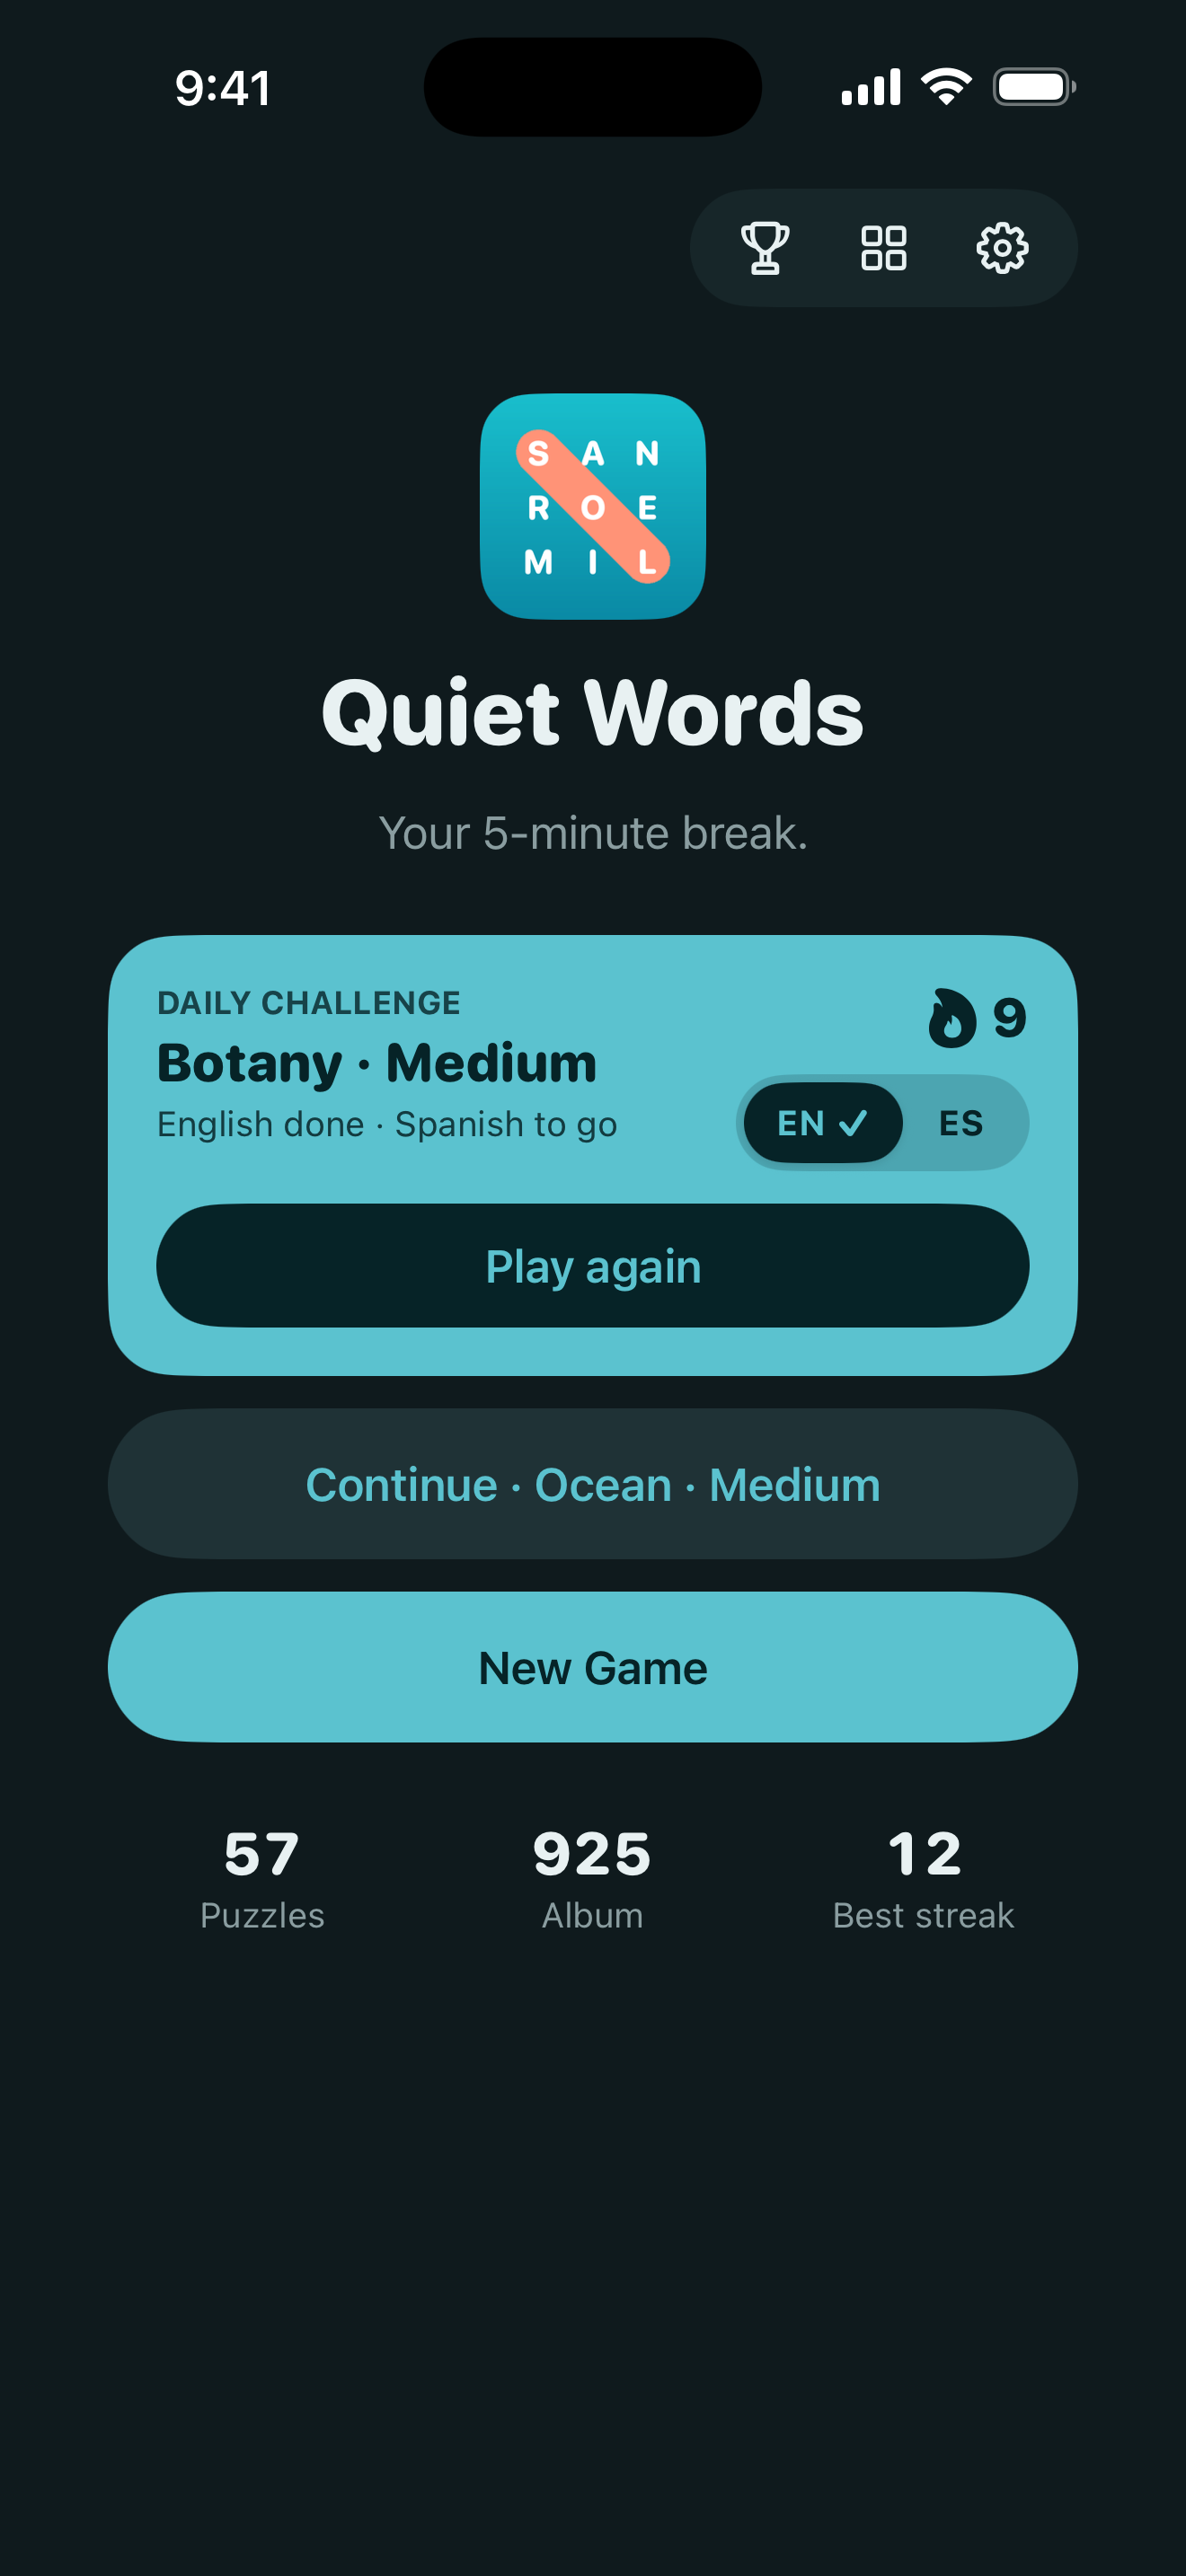 9:41
S A N
R O E
M I L
Quiet Words
Your 5-minute break.
DAILY CHALLENGE
9
Botany · Medium
English done · Spanish to go
EN ✓ ES
Play again
Continue · Ocean · Medium
New Game
57 925 12
Puzzles Album Best streak